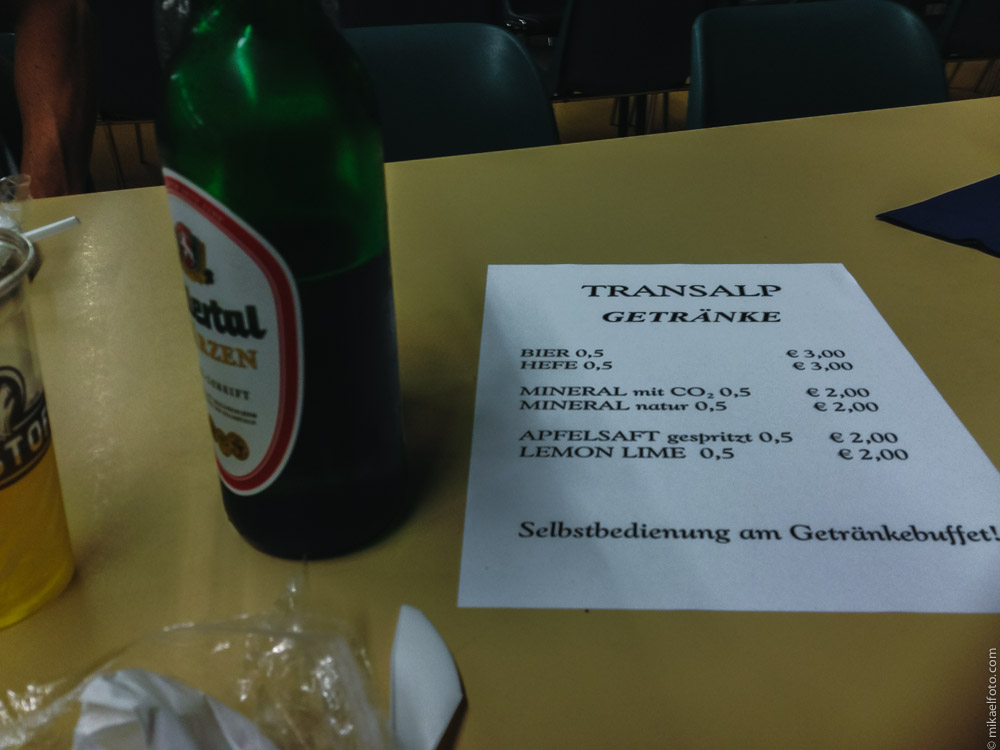 TRANSALP
GETRÄNKE
BIER 0,5 € 3,00
HEFE 0,5 € 3,00
MINERAL mit CO₂ 0,5 € 2,00
MINERAL natur 0,5 € 2,00
APFELSAFT gespritzt 0,5 € 2,00
LEMON LIME 0,5 € 2,00
Selbstbedienung am Getränkebuffet!
© mikaelfoto.com